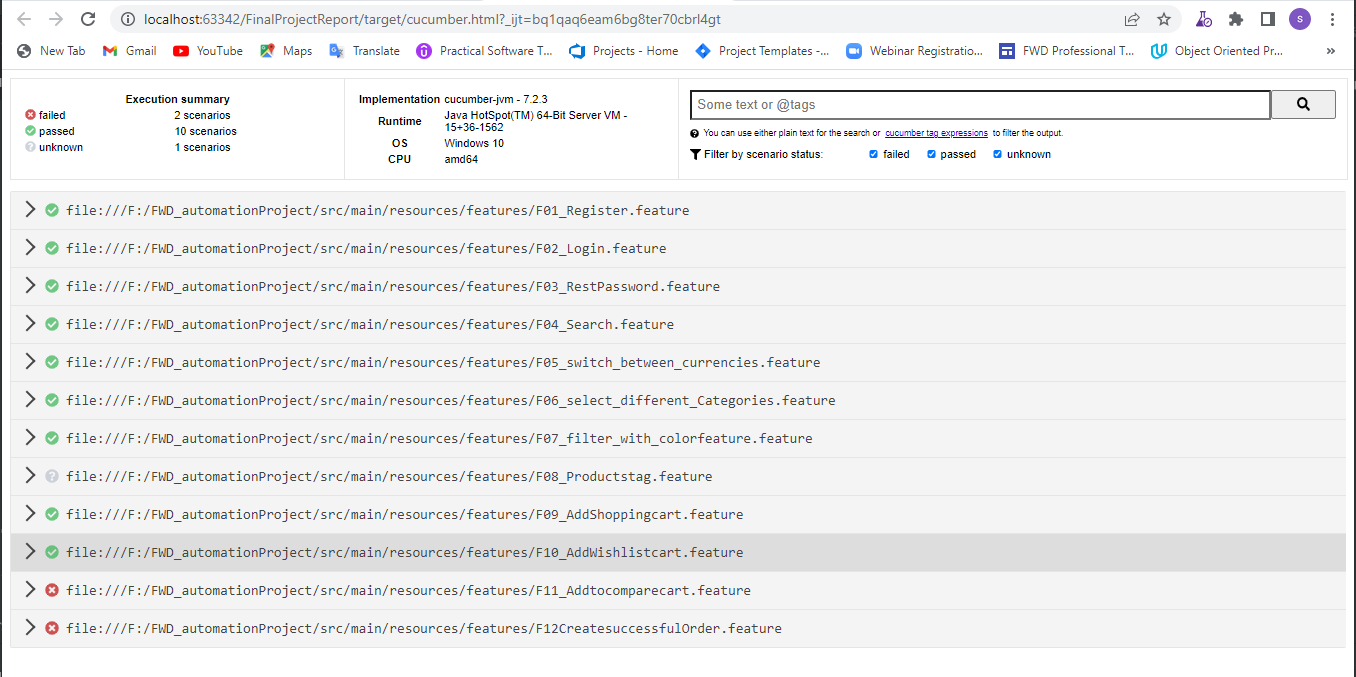 localhost:63342/FinalProjectReport/target/cucumber.html?_ijt=bq1qaq6eam6bg8ter70cbrl4gt
S
New Tab Gmail YouTube Maps Translate Practical Software T... Projects - Home Project Templates -... Webinar Registratio... FWD Professional T... Object Oriented Pr... »
Execution summary
failed 2 scenarios
passed 10 scenarios
unknown 1 scenarios
Implementation cucumber-jvm - 7.2.3
Runtime Java HotSpot(TM) 64-Bit Server VM -
15+36-1562
OS Windows 10
CPU amd64
Some text or @tags
You can use either plain text for the search or cucumber tag expressions to filter the output.
Filter by scenario status: failed passed unknown
file:///F:/FWD_automationProject/src/main/resources/features/F01_Register.feature
file:///F:/FWD_automationProject/src/main/resources/features/F02_Login.feature
file:///F:/FWD_automationProject/src/main/resources/features/F03_RestPassword.feature
file:///F:/FWD_automationProject/src/main/resources/features/F04_Search.feature
file:///F:/FWD_automationProject/src/main/resources/features/F05_switch_between_currencies.feature
file:///F:/FWD_automationProject/src/main/resources/features/F06_select_different_Categories.feature
file:///F:/FWD_automationProject/src/main/resources/features/F07_filter_with_colorfeature.feature
file:///F:/FWD_automationProject/src/main/resources/features/F08_Productstag.feature
file:///F:/FWD_automationProject/src/main/resources/features/F09_AddShoppingcart.feature
file:///F:/FWD_automationProject/src/main/resources/features/F10_AddWishlistcart.feature
file:///F:/FWD_automationProject/src/main/resources/features/F11_Addtocomparecart.feature
file:///F:/FWD_automationProject/src/main/resources/features/F12CreatesuccessfulOrder.feature